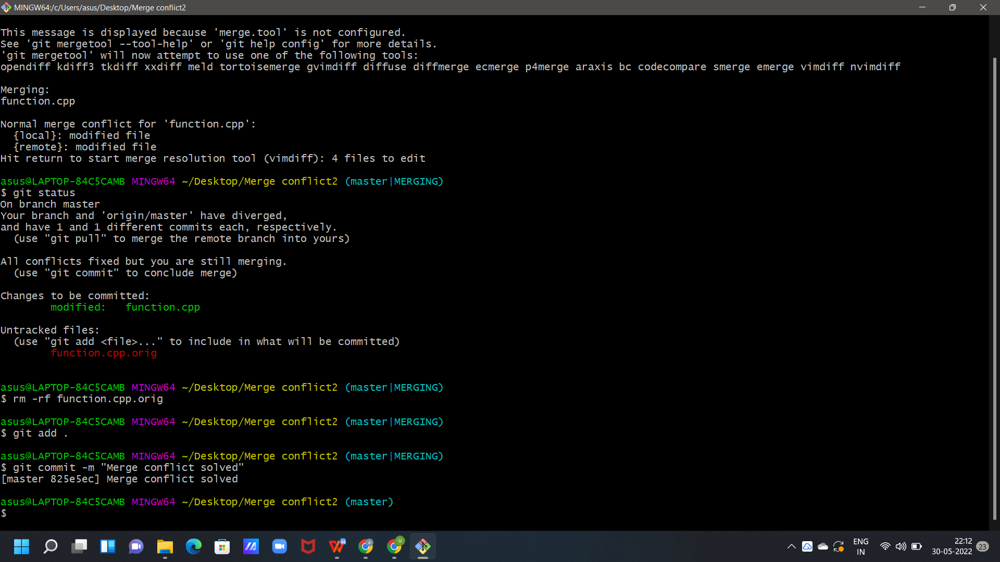 MINGW64:/c/Users/asus/Desktop/Merge conflict2
This message is displayed because 'merge.tool' is not configured.
See 'git mergetool --tool-help' or 'git help config' for more details.
'git mergetool' will now attempt to use one of the following tools:
opendiff kdiff3 tkdiff xxdiff meld tortoisemerge gvimdiff diffuse diffmerge ecmerge p4merge araxis bc codecompare smerge emerge vimdiff nvimdiff
Merging:
function.cpp
Normal merge conflict for 'function.cpp':
  {local}: modified file
  {remote}: modified file
Hit return to start merge resolution tool (vimdiff): 4 files to edit
asus@LAPTOP-84C5CAMB MINGW64 ~/Desktop/Merge conflict2 (master|MERGING)
$ git status
On branch master
Your branch and 'origin/master' have diverged,
and have 1 and 1 different commits each, respectively.
  (use "git pull" to merge the remote branch into yours)
All conflicts fixed but you are still merging.
  (use "git commit" to conclude merge)
Changes to be committed:
        modified:   function.cpp
Untracked files:
  (use "git add <file>..." to include in what will be committed)
        function.cpp.orig
asus@LAPTOP-84C5CAMB MINGW64 ~/Desktop/Merge conflict2 (master|MERGING)
$ rm -rf function.cpp.orig
asus@LAPTOP-84C5CAMB MINGW64 ~/Desktop/Merge conflict2 (master|MERGING)
$ git add .
asus@LAPTOP-84C5CAMB MINGW64 ~/Desktop/Merge conflict2 (master|MERGING)
$ git commit -m "Merge conflict solved"
[master 825e5ec] Merge conflict solved
asus@LAPTOP-84C5CAMB MINGW64 ~/Desktop/Merge conflict2 (master)
$
ENG
IN
22:12
30-05-2022
23